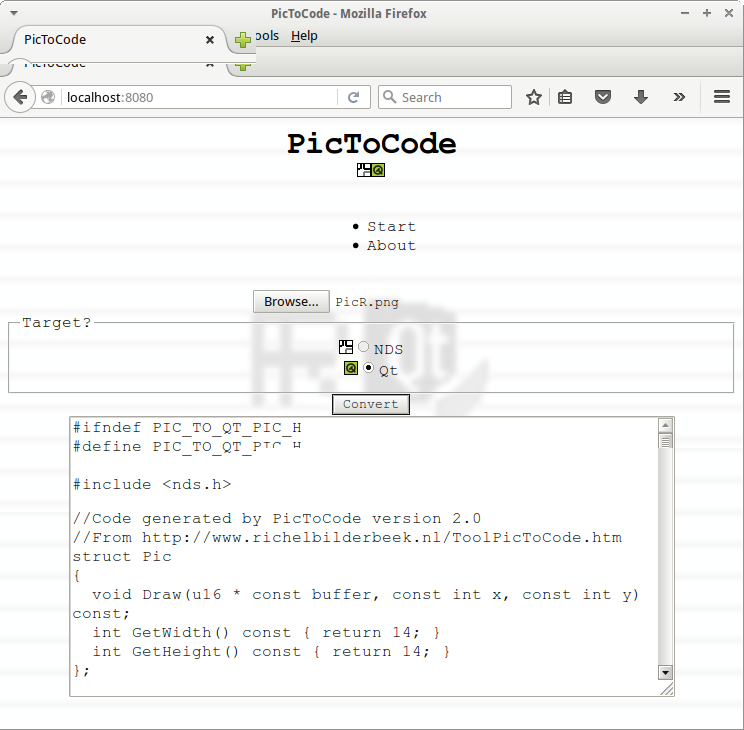 PicToCode - Mozilla Firefox
PicToCode
ools Help
localhost:8080
Search
PicToCode
Start
About
Browse... PicR.png
Target?
NDS
Qt
Convert
#ifndef PIC_TO_QT_PIC_H
#define PIC_TO_QT_PIC_H
#include <nds.h>
//Code generated by PicToCode version 2.0
//From http://www.richelbilderbeek.nl/ToolPicToCode.htm
struct Pic
{
  void Draw(u16 * const buffer, const int x, const int y)
const;
  int GetWidth() const { return 14; }
  int GetHeight() const { return 14; }
};